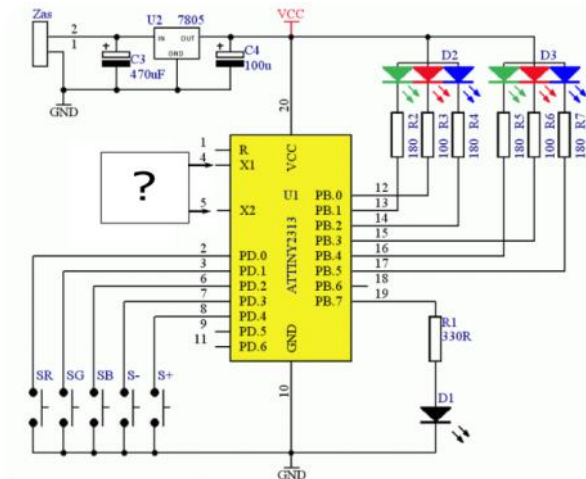 Zas
2
1
U2 7805
IN OUT
GND
C3
470uF
C4
100u
GND
VCC
D2
D3
180 R2
100 R3
180 R4
180 R5
100 R6
180 R7
20
VCC
1 R
4 X1
5 X2
?
U1
ATTINY2313
12 PB.0
13 PB.1
14 PB.2
15 PB.3
16 PB.4
17 PB.5
18 PB.6
19 PB.7
2 PD.0
3 PD.1
6 PD.2
7 PD.3
8 PD.4
9 PD.5
11 PD.6
GND
10
R1
330R
D1
SR SG SB S- S+
GND